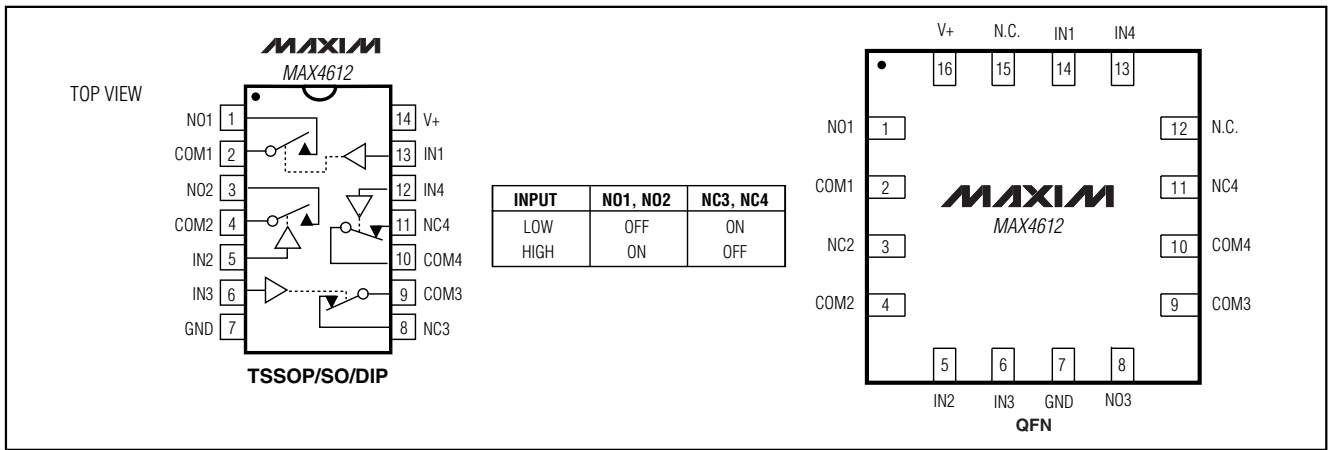 MAXIM
MAX4612
TOP VIEW
NO1 1
COM1 2
NO2 3
COM2 4
IN2 5
IN3 6
GND 7
14 V+
13 IN1
12 IN4
11 NC4
10 COM4
9 COM3
8 NC3
TSSOP/SO/DIP
INPUT NO1, NO2 NC3, NC4
LOW OFF ON
HIGH ON OFF
V+ N.C. IN1 IN4
16 15 14 13
NO1 1
COM1 2
NC2 3
COM2 4
12 N.C.
11 NC4
10 COM4
9 COM3
MAXIM
MAX4612
5 6 7 8
IN2 IN3 GND NO3
QFN